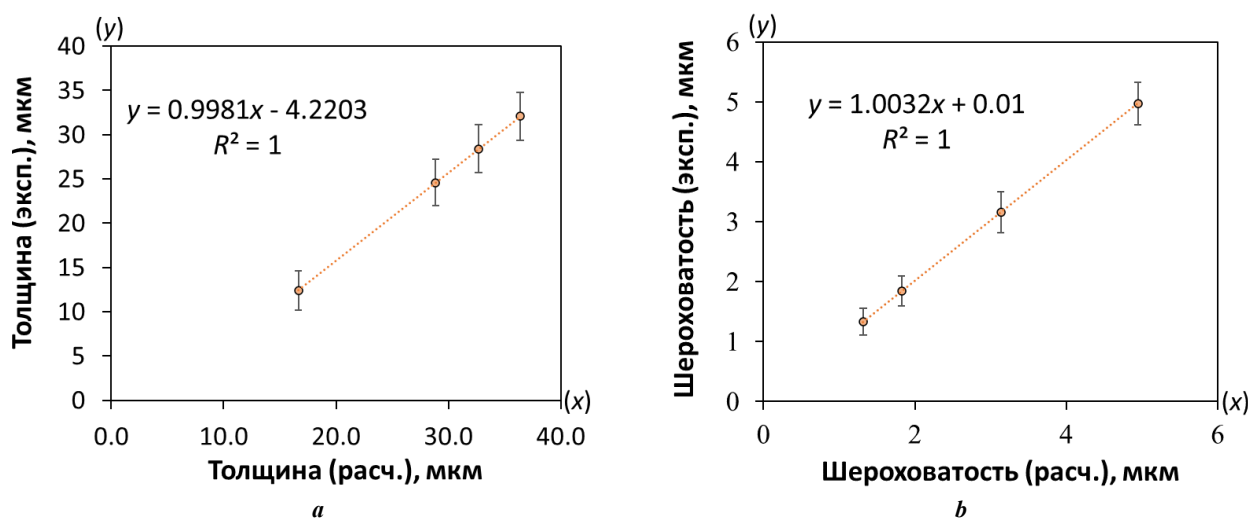 (y)
40
35
30
25
20
15
10
5
0
Толщина (эксп.), мкм
y = 0.9981x - 4.2203
R² = 1
(x)
0.0 10.0 20.0 30.0 40.0
Толщина (расч.), мкм
a
(y)
6
5
4
3
2
1
0
Шероховатость (эксп.), мкм
y = 1.0032x + 0.01
R² = 1
(x)
0 2 4 6
Шероховатость (расч.), мкм
b